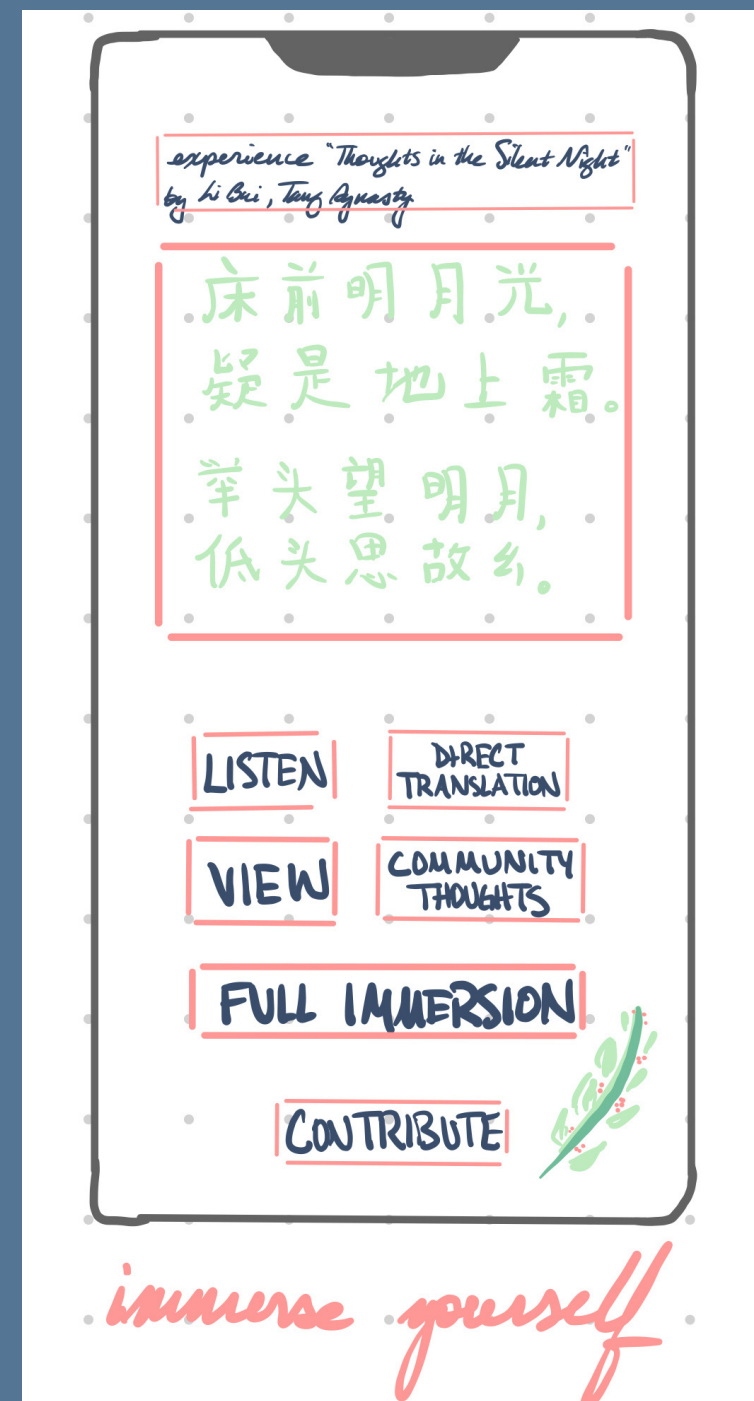 experience "Thoughts in the Silent Night"
by Li Bai, Tang Dynasty
床前明月光,
疑是地上霜。
举头望明月,
低头思故乡。
LISTEN
DIRECT
TRANSLATION
VIEW
COMMUNITY
THOUGHTS
FULL IMMERSION
CONTRIBUTE
immerse yourself